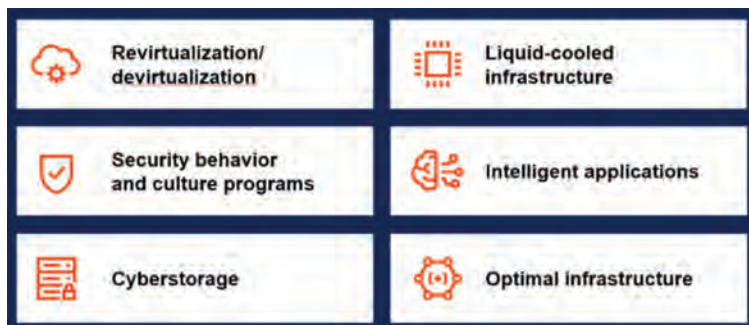 Revirtualization/
devirtualization
Liquid-cooled
infrastructure
Security behavior
and culture programs
Intelligent applications
Cyberstorage
Optimal infrastructure